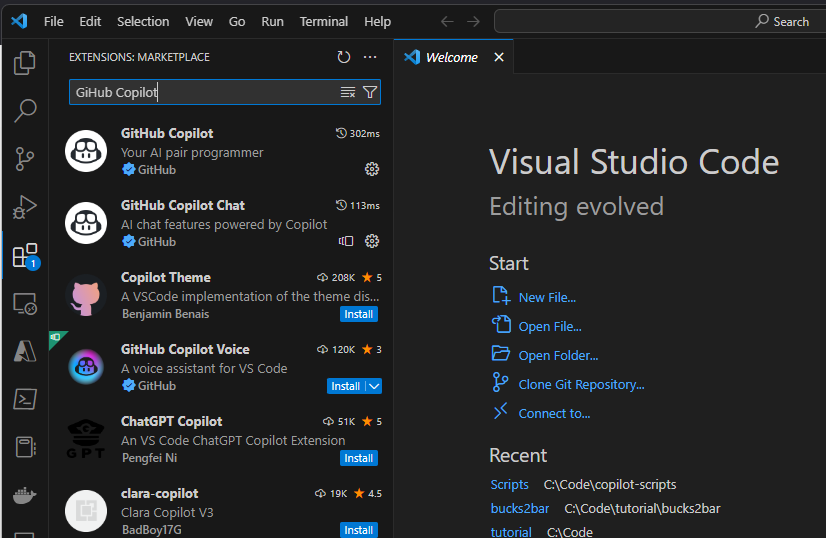 File Edit Selection View Go Run Terminal Help
Search
EXTENSIONS: MARKETPLACE
Welcome
GiHub Copilot
GitHub Copilot 302ms
Your AI pair programmer
GitHub
GitHub Copilot Chat 113ms
AI chat features powered by Copilot
GitHub
Copilot Theme 208K 5
A VSCode implementation of the theme dis...
Benjamin Benais Install
GitHub Copilot Voice 120K 3
A voice assistant for VS Code
GitHub Install
ChatGPT Copilot 51K 5
An VS Code ChatGPT Copilot Extension
Pengfei Ni Install
GPT
clara-copilot 19K 4.5
Clara Copilot V3
BadBoy17G Install
1
Visual Studio Code
Editing evolved
Start
New File...
Open File...
Open Folder...
Clone Git Repository...
Connect to...
Recent
Scripts C:\Code\copilot-scripts
bucks2bar C:\Code\tutorial\bucks2bar
tutorial C:\Code